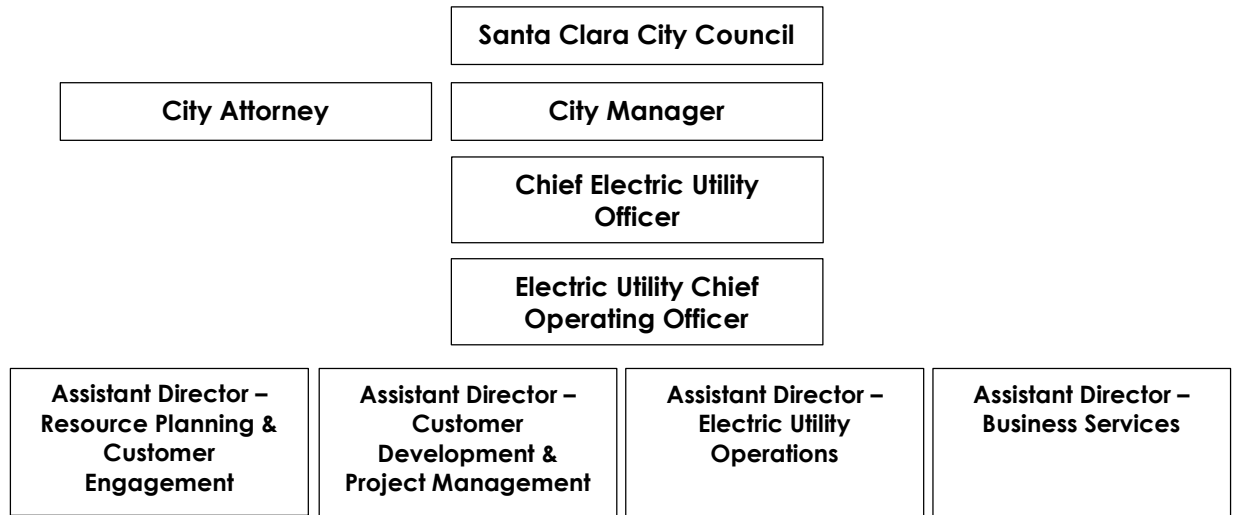 Santa Clara City Council
City Attorney
City Manager
Chief Electric Utility
Officer
Electric Utility Chief
Operating Officer
Assistant Director –
Resource Planning &
Customer
Engagement
Assistant Director –
Customer
Development &
Project Management
Assistant Director –
Electric Utility
Operations
Assistant Director –
Business Services